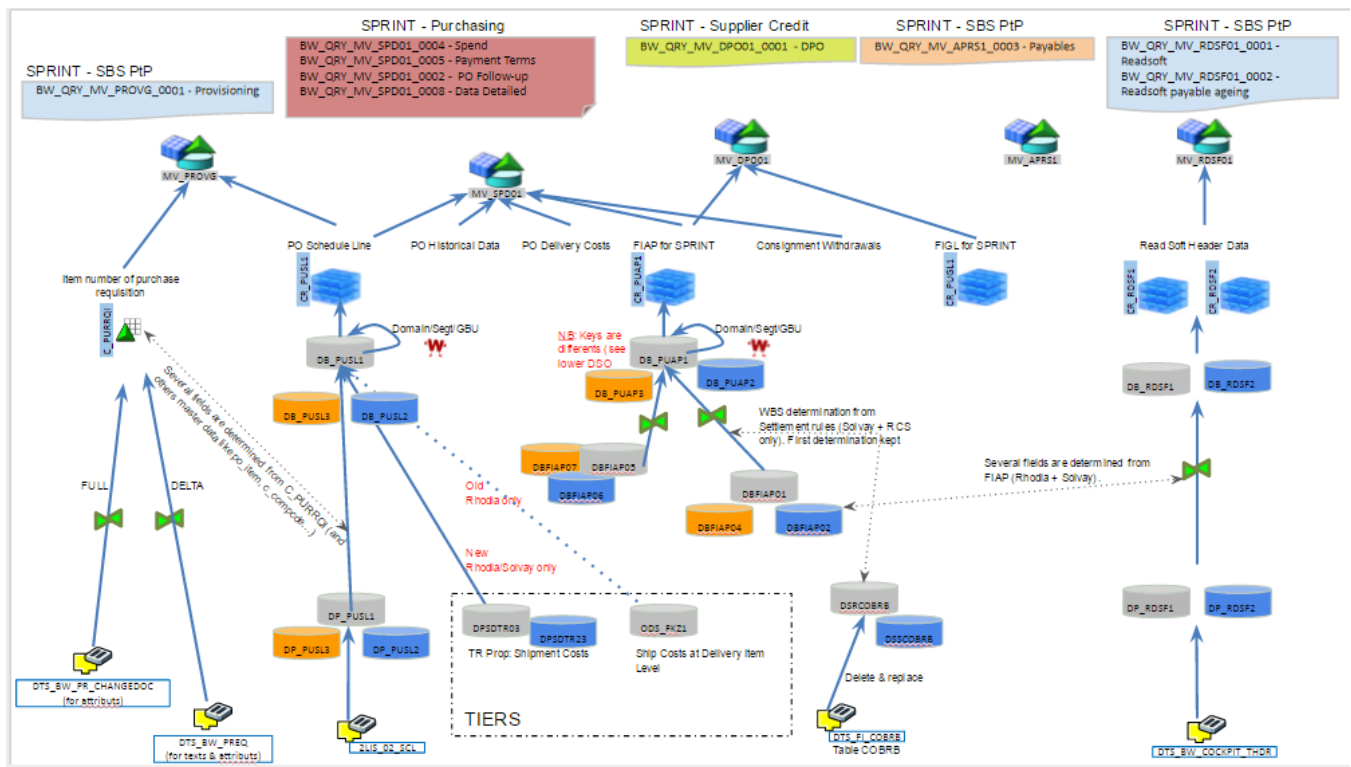 SPRINT - Purchasing
SPRINT - Supplier Credit
SPRINT - SBS PtP
SPRINT - SBS PtP
SPRINT - SBS PtP
BW_QRY_MV_PROVG_0001 - Provisioning
BW_QRY_MV_SPD01_0004 - Spend
BW_QRY_MV_SPD01_0005 - Payment Terms
BW_QRY_MV_SPD01_0002 - PO Follow-up
BW_QRY_MV_SPD01_0008 - Data Detailed
BW_QRY_MV_DPO01_0001 - DPO
BW_QRY_MV_APRS1_0003 - Payables
BW_QRY_MV_RDSF01_0001 -
Readsoft
BW_QRY_MV_RDSF01_0002 -
Readsoft payable ageing
MV_PROVG
MV_SPD01
MV_DPO01
MV_APRS1
MV_RDSF01
PO Schedule Line
PO Historical Data
PO Delivery Costs
FIAP for SPRINT
Consignment Withdrawals
FIGL for SPRINT
Read Soft Header Data
Item number of purchase
requisition
C_PURRQI
CR_PUSL1
CR_PUAP1
CR_PUGL1
CR_RDSF1
CR_RDSF2
Domain/Segt/GBU
W
N.B: Keys are
differents (see
lower DSO
Domain/Segt/GBU
W
DB_PUSL1
DB_PUSL3
DB_PUSL2
DB_PUAP1
DB_PUAP2
DB_PUAP3
DB_RDSF1
DB_RDSF2
Several fields are determined from C_PURRQI (and
others master data like po_item, c_compcde....)
WBS determination from
Settlement rules (Solvay + RCS
only). First determination kept
DBFIAP07
DBFIAP05
DBFIAP06
DBFIAP01
DBFIAP04
DBFIAP02
Several fields are determined from
FIAP (Rhodia + Solvay)
FULL
DELTA
Old
Rhodia only
New
Rhodia/Solvay only
DP_PUSL1
DP_PUSL3
DP_PUSL2
DPSDTR03
DPSDTR23
TR Prop: Shipment Costs
ODS_FKZ1
Ship Costs at Delivery Item
Level
TIERS
DSRCOBRB
DSSCOBRB
Delete & replace
DP_RDSF1
DP_RDSF2
DTS_BW_PR_CHANGEDOC
(for attributs)
DTS_BW_PREQ
(for texts & attributs)
2LIS_02_SCL
DTS_FI_COBRB
Table COBRB
DTS_BW_COCKPIT_THDR